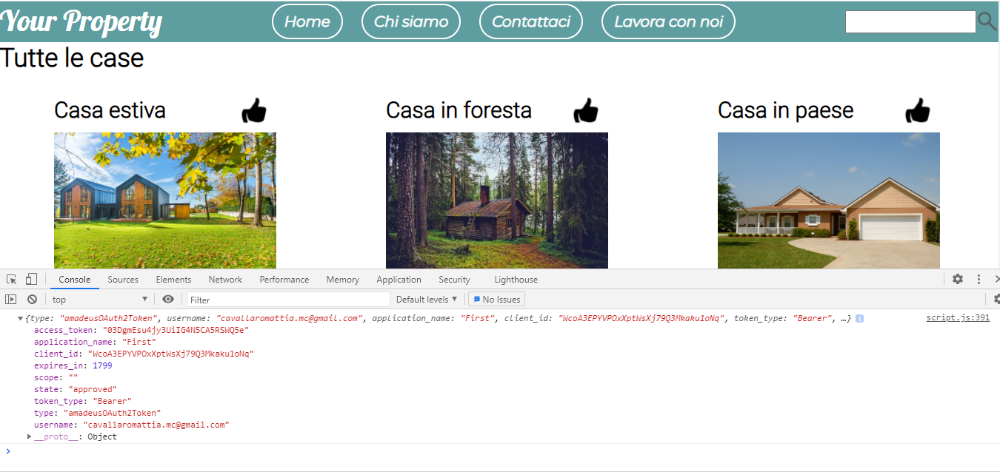 Your Property Home Chi siamo Contattaci Lavora con noi
Tutte le case
Casa estiva Casa in foresta Casa in paese
Console Sources Elements Network Performance Memory Application Security Lighthouse
top ▼ Filter Default levels ▼ No Issues
▼{type: "amadeusOAuth2Token", username: "cavallaromattia.mc@gmail.com", application_name: "First", client_id: "WcoA3EPYVPOxXptWsXj79Q3Mkaku1oNq", token_type: "Bearer", …} i script.js:391
access_token: "03DgmEsu4jy3UiIG4N5CA5RSWQ5e"
application_name: "First"
client_id: "WcoA3EPYVPOxXptWsXj79Q3Mkaku1oNq"
expires_in: 1799
scope: ""
state: "approved"
token_type: "Bearer"
type: "amadeusOAuth2Token"
username: "cavallaromattia.mc@gmail.com"
▶__proto__: Object
>